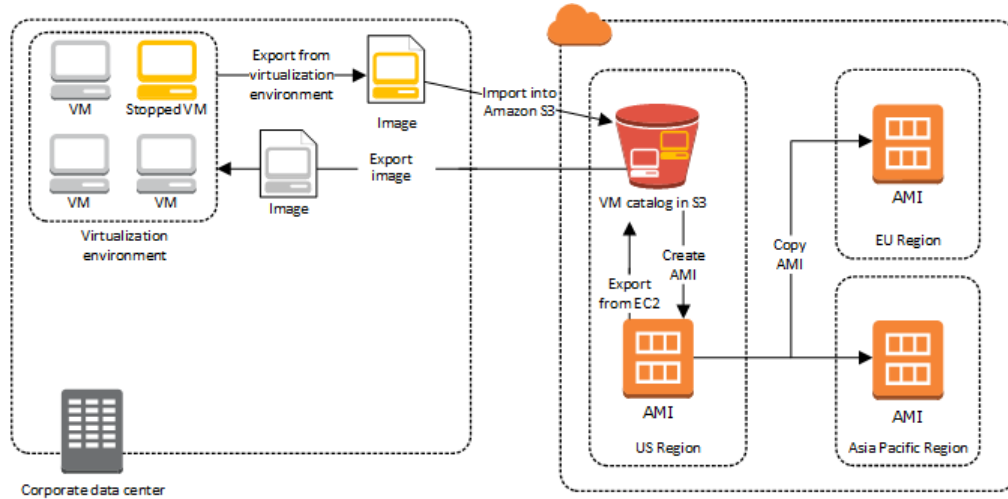 VM
Stopped VM
VM
VM
Virtualization
environment
Export from
virtualization
environment
Image
Export
image
Image
Corporate data center
Import into
Amazon S3
VM catalog in S3
Create
AMI
Export
from EC2
AMI
US Region
Copy
AMI
AMI
EU Region
AMI
Asia Pacific Region